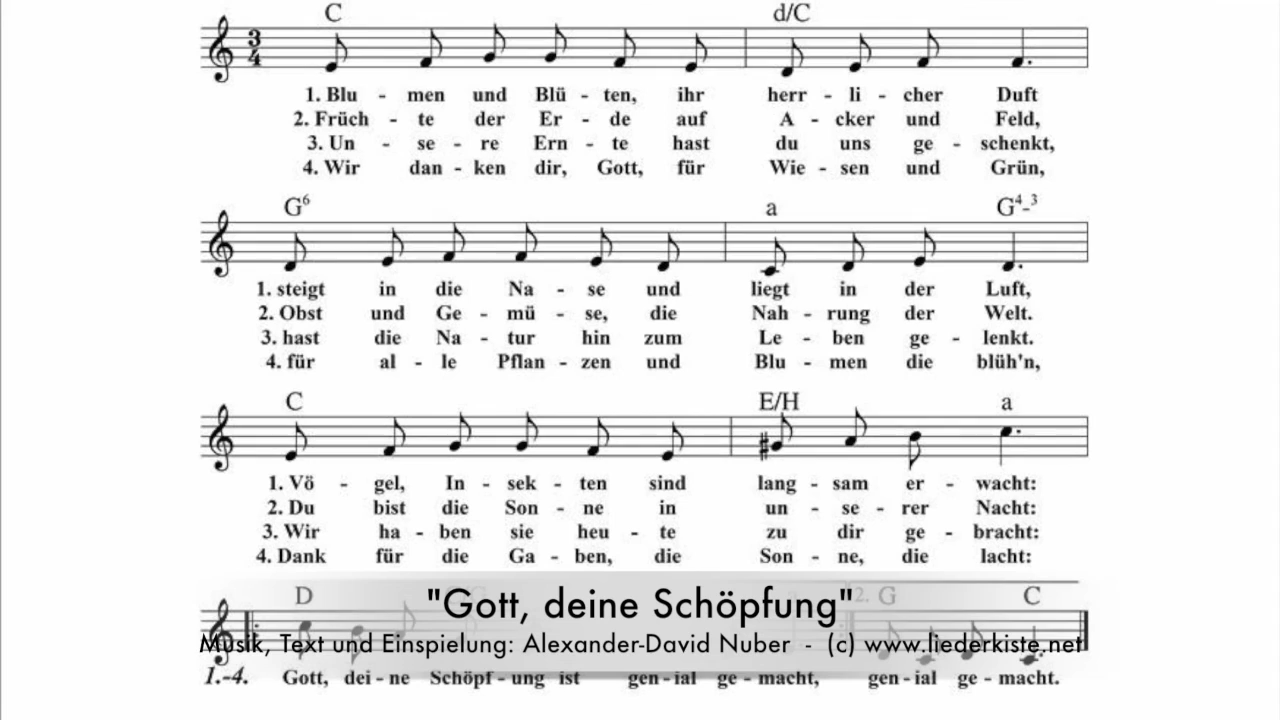 C d/C
3
4
1. Blu - men und Blü - ten, ihr herr - li - cher Duft
2. Früch - te der Er - de auf A - cker und Feld,
3. Un - se - re Ern - te hast du uns ge - schenkt,
4. Wir dan - ken dir, Gott, für Wie - sen und Grün,
G6 a G4-3
1. steigt in die Na - se und liegt in der Luft,
2. Obst und Ge - mü - se, die Nah - rung der Welt.
3. hast die Na - tur hin zum Le - ben ge - lenkt.
4. für al - le Pflan - zen und Blu - men die blüh'n,
C E/H a
1. Vö - gel, In - sek - ten sind lang - sam er - wacht:
2. Du bist die Son - ne in un - se - rer Nacht:
3. Wir ha - ben sie heu - te zu dir ge - bracht:
4. Dank für die Ga - ben, die Son - ne, die lacht:
D 2. G C
"Gott, deine Schöpfung"
Musik, Text und Einspielung: Alexander-David Nuber - (c) www.liederkiste.net
1.-4. Gott, dei - ne Schöpf - ung ist gen - ial ge - macht, gen - ial ge - macht.